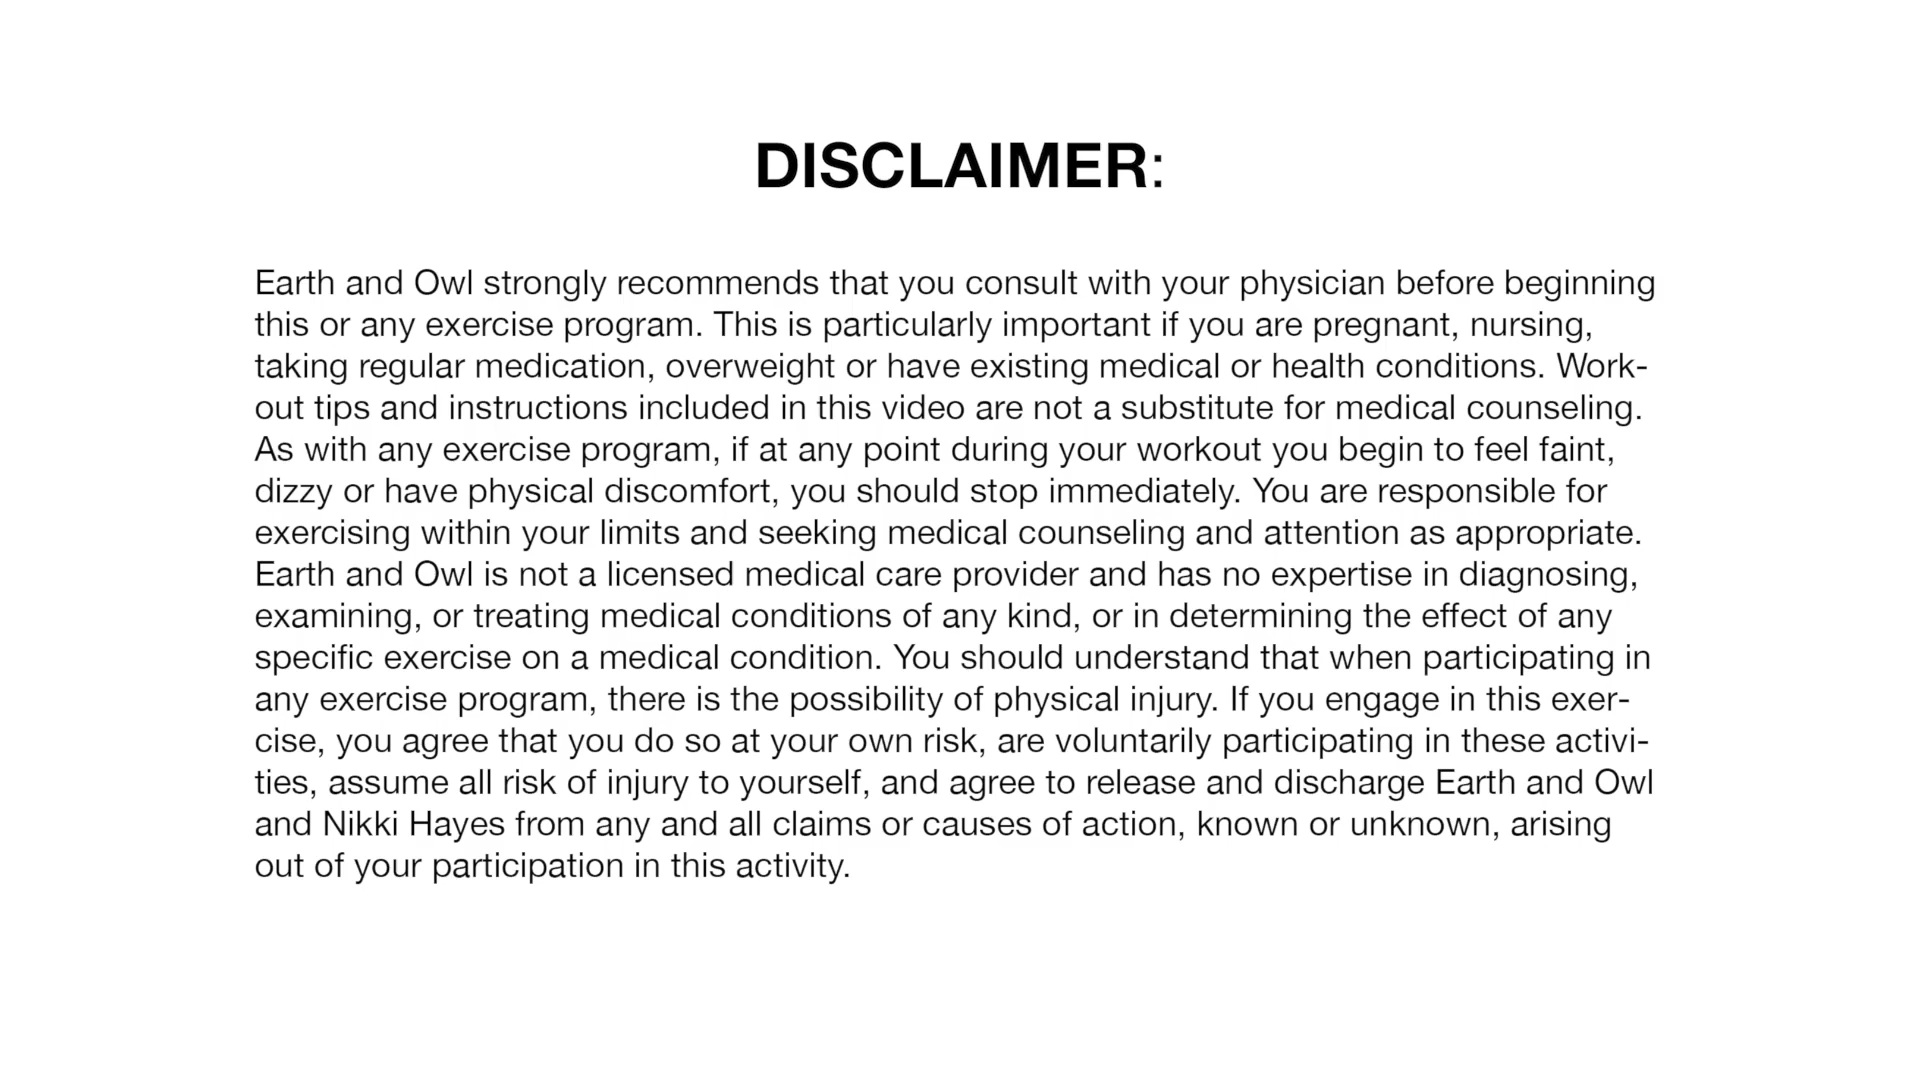 DISCLAIMER:
Earth and Owl strongly recommends that you consult with your physician before beginning
this or any exercise program. This is particularly important if you are pregnant, nursing,
taking regular medication, overweight or have existing medical or health conditions. Work-
out tips and instructions included in this video are not a substitute for medical counseling.
As with any exercise program, if at any point during your workout you begin to feel faint,
dizzy or have physical discomfort, you should stop immediately. You are responsible for
exercising within your limits and seeking medical counseling and attention as appropriate.
Earth and Owl is not a licensed medical care provider and has no expertise in diagnosing,
examining, or treating medical conditions of any kind, or in determining the effect of any
specific exercise on a medical condition. You should understand that when participating in
any exercise program, there is the possibility of physical injury. If you engage in this exer-
cise, you agree that you do so at your own risk, are voluntarily participating in these activi-
ties, assume all risk of injury to yourself, and agree to release and discharge Earth and Owl
and Nikki Hayes from any and all claims or causes of action, known or unknown, arising
out of your participation in this activity.